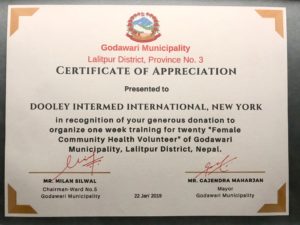 Godawari Municipality
Lalitpur District, Province No. 3
CERTIFICATE OF APPRECIATION
Presented to
DOOLEY INTERMED INTERNATIONAL, NEW YORK
in recognition of your generous donation to
organize one week training for twenty "Female
Community Health Volunteer" of Godawari
Municipality, Lalitpur District, Nepal.
MR. MILAN SILWAL
Chairman-Ward No.5
Godawari Municipality
22 Jan' 2019
MR. GAJENDRA MAHARJAN
Mayor
Godawari Municipality